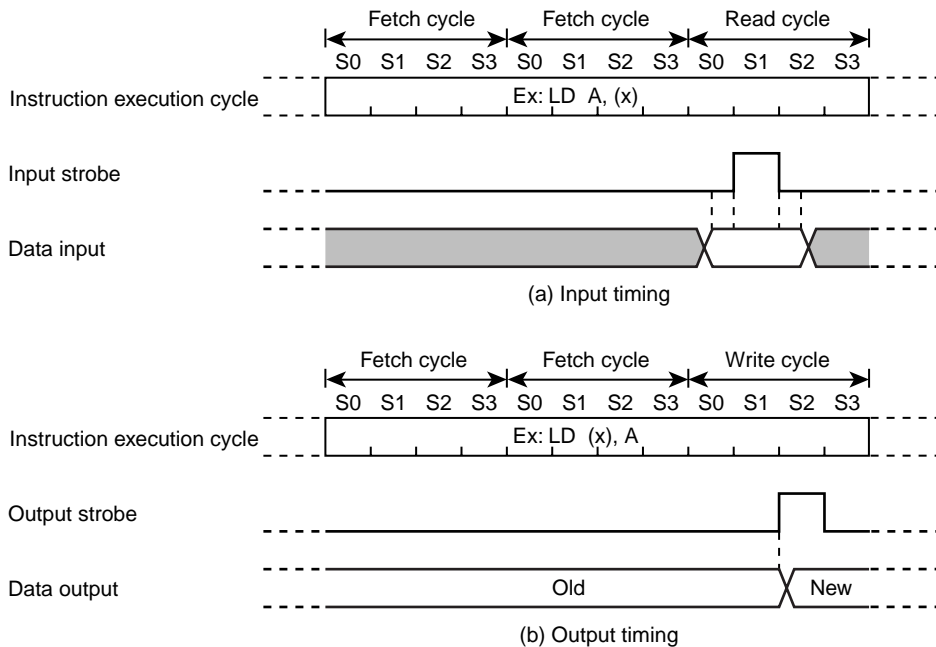 Fetch cycle Fetch cycle Read cycle
S0 S1 S2 S3 S0 S1 S2 S3 S0 S1 S2 S3
Instruction execution cycle Ex: LD A, (x)
Input strobe
Data input
(a) Input timing
Fetch cycle Fetch cycle Write cycle
S0 S1 S2 S3 S0 S1 S2 S3 S0 S1 S2 S3
Instruction execution cycle Ex: LD (x), A
Output strobe
Data output Old New
(b) Output timing